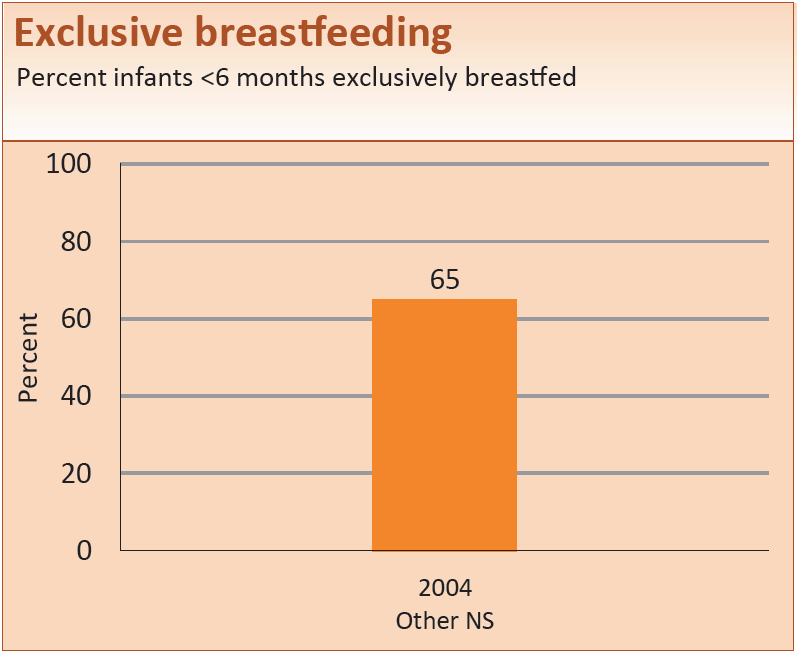 Exclusive breastfeeding
Percent infants <6 months exclusively breastfed
100
80
60
40
20
0
Percent
65
2004
Other NS